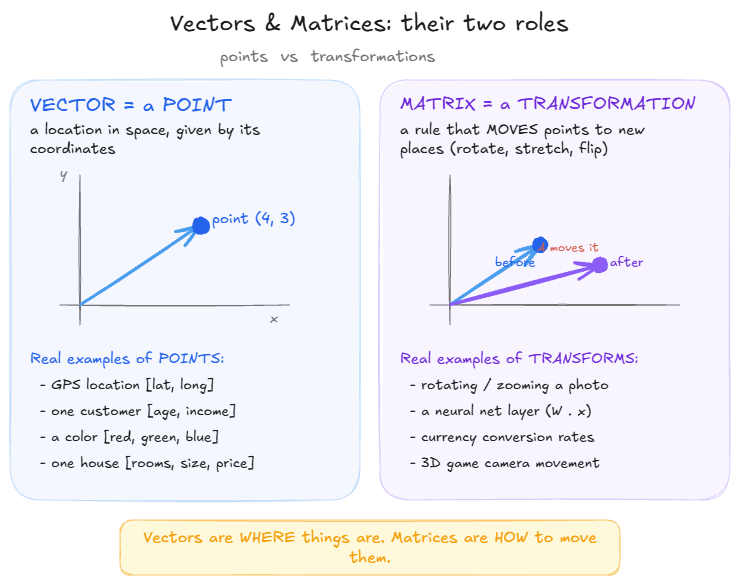 Vectors & Matrices: their two roles
points vs transformations
VECTOR = a POINT
a location in space, given by its
coordinates
y
point (4, 3)
x
Real examples of POINTS:
- GPS location [lat, long]
- one customer [age, income]
- a color [red, green, blue]
- one house [rooms, size, price]
MATRIX = a TRANSFORMATION
a rule that MOVES points to new
places (rotate, stretch, flip)
moves it
before
after
Real examples of TRANSFORMS:
- rotating / zooming a photo
- a neural net layer (W . x)
- currency conversion rates
- 3D game camera movement
Vectors are WHERE things are. Matrices are HOW to move
them.